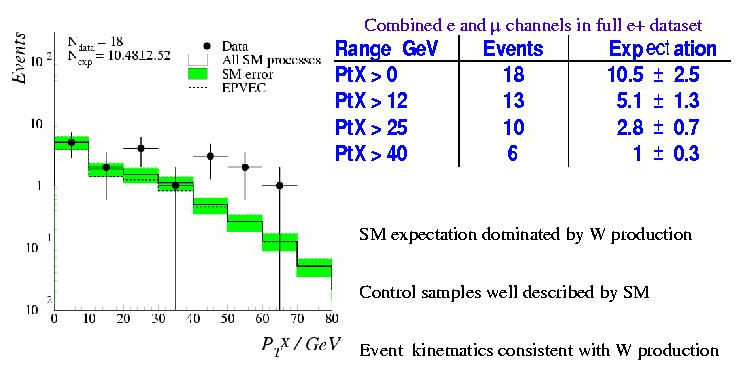 Combined e and μ channels in full e+ dataset
Range GeV Events Expectation
PtX > 0 18 10.5 ± 2.5
PtX > 12 13 5.1 ± 1.3
PtX > 25 10 2.8 ± 0.7
PtX > 40 6 1 ± 0.3
SM expectation dominated by W production
Control samples well described by SM
Event kinematics consistent with W production
Events
N data = 18
N exp = 10.48±2.52
Data
All SM processes
SM error
EPVEC
10 2
10
1
10
10 2
0 10 20 30 40 50 60 70 80
P T X / GeV